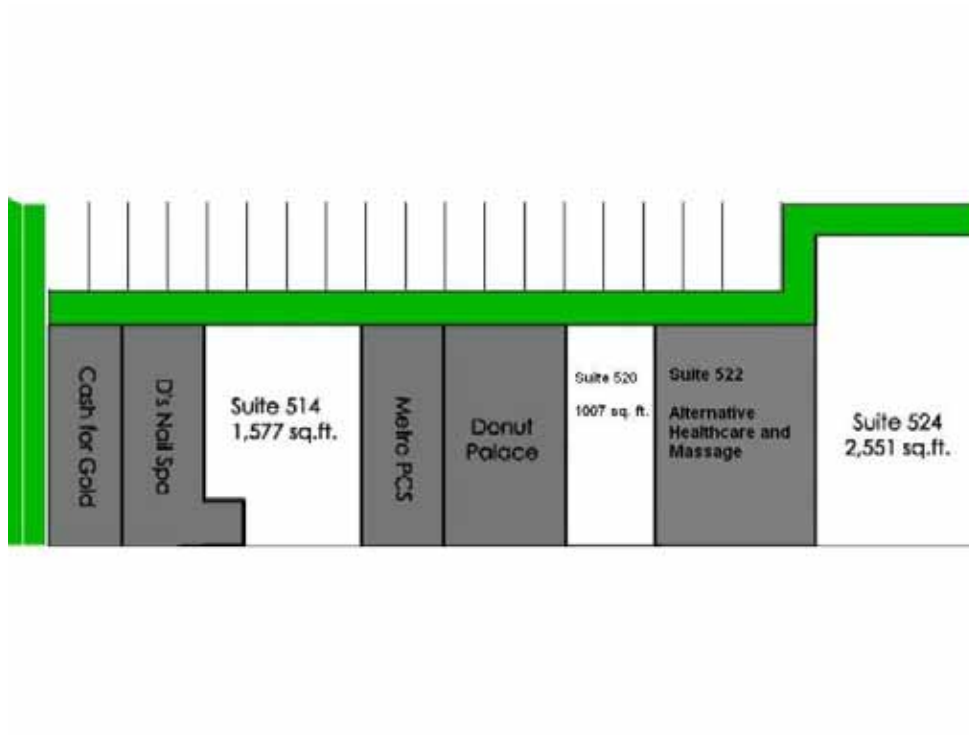 Cash for Gold
D's Nail Spa
Suite 514
1,577 sq.ft.
Metro PCS
Donut
Palace
Suite 520
1007 sq. ft.
Suite 522
Alternative
Healthcare and
Massage
Suite 524
2,551 sq.ft.